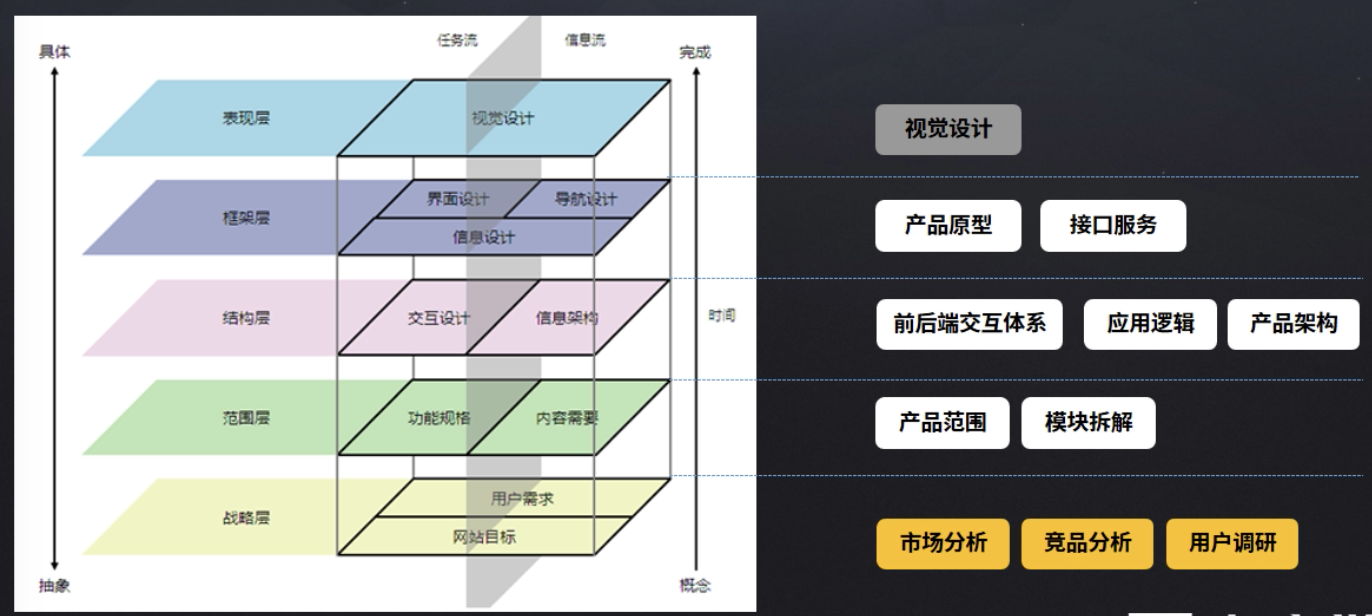 任务流
信息流
具体
完成
表现层
视觉设计
视觉设计
框架层
界面设计
导航设计
信息设计
产品原型
接口服务
结构层
交互设计
信息架构
时间
前后端交互体系
应用逻辑
产品架构
范围层
功能规格
内容需要
产品范围
模块拆解
战略层
用户需求
网站目标
市场分析
竞品分析
用户调研
抽象
概念